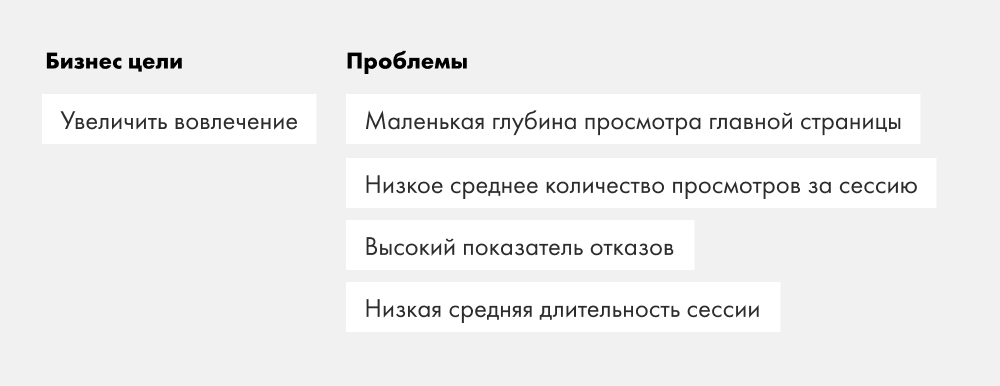 Бизнес цели
Увеличить вовлечение
Проблемы
Маленькая глубина просмотра главной страницы
Низкое среднее количество просмотров за сессию
Высокий показатель отказов
Низкая средняя длительность сессии